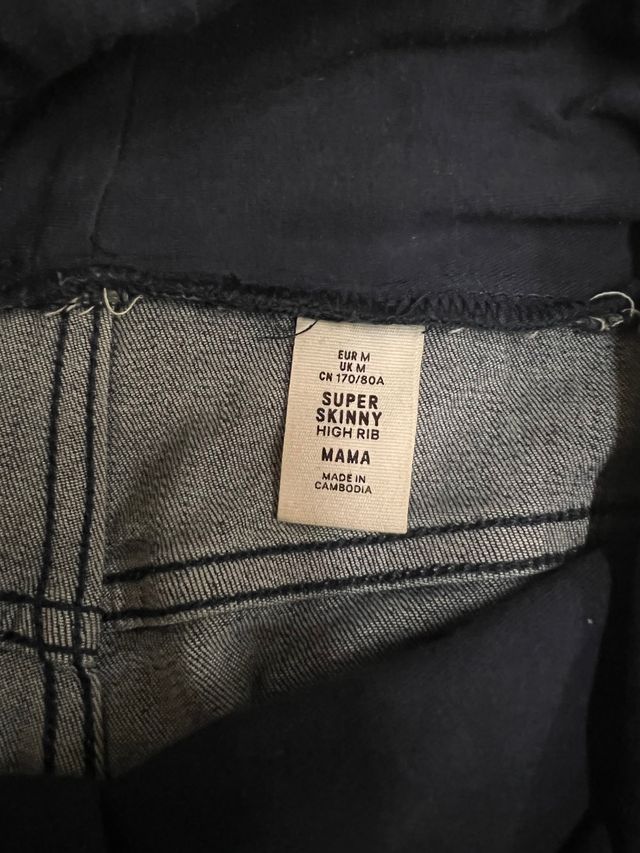 EUR M
UK M
CN 170/80A
SUPER
SKINNY
HIGH RIB
MAMA
MADE IN
CAMBODIA